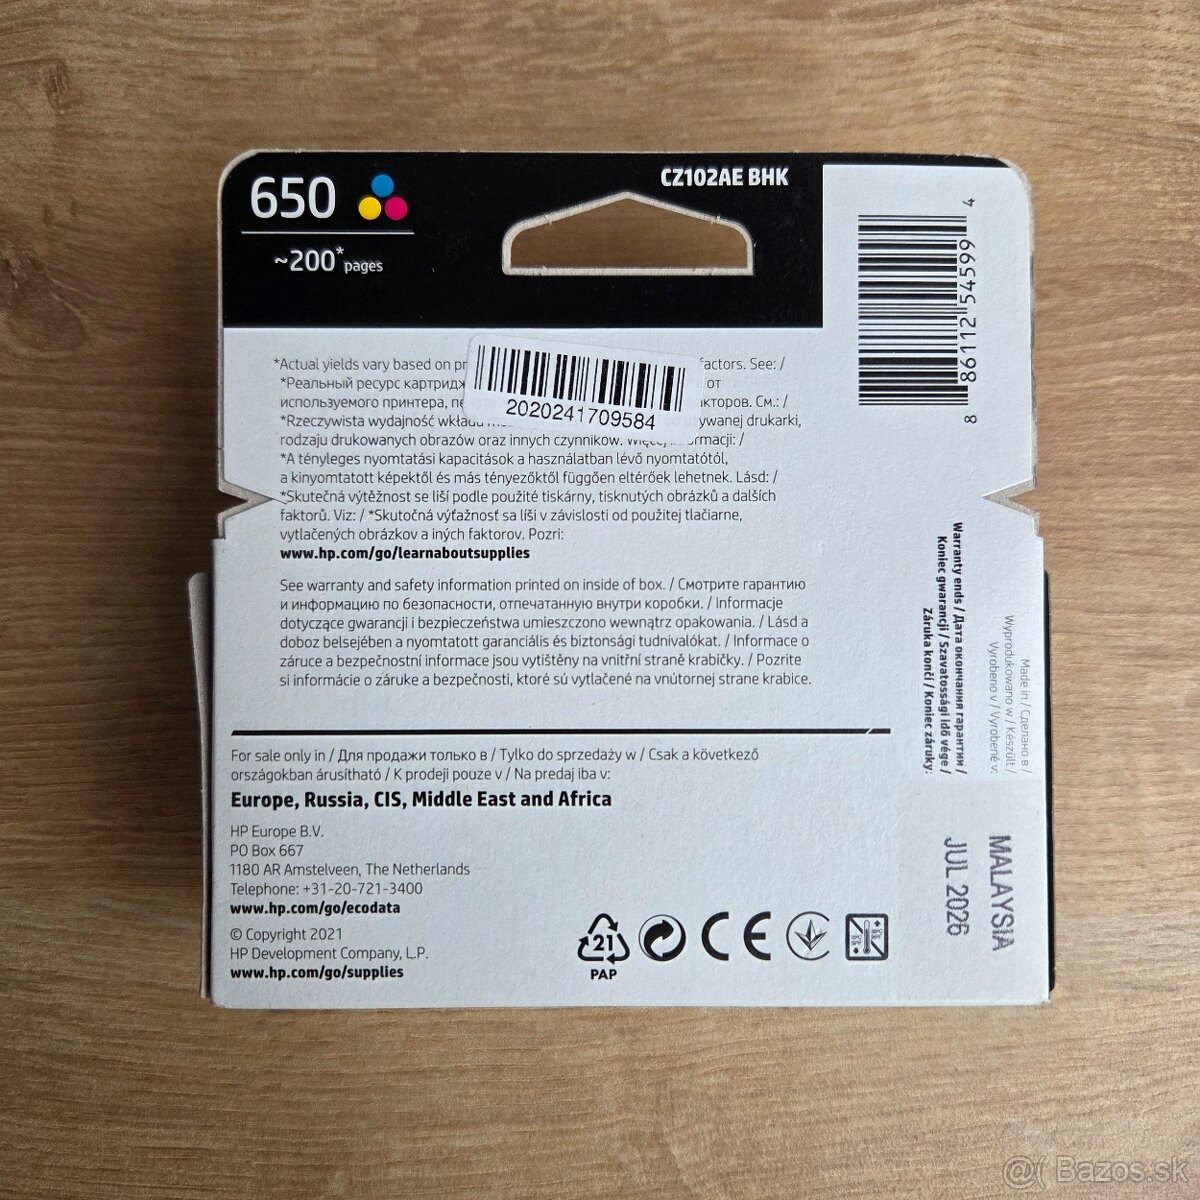 650
~200* pages
CZ102AE BHK
8 86112 54599 4
*Actual yields vary based on pr factors. See: /
*Реальный ресурс картридж от
используемого принтера, акторов. См.: /
*Rzeczywista wydajność wkładu używanej drukarki,
rodzaju drukowanych obrazów oraz innych czynników. Więcej rmacji: /
2020241709584
*A tényleges nyomtatási kapacitások a használatban lévő nyomtatótól,
a kinyomtatott képektől és más tényezőktől függően eltérőek lehetnek. Lásd: /
*Skutečná výtěžnost se liší podle použité tiskárny, tisknutých obrázků a dalších
faktorů. Viz: / *Skutočná výťažnosť sa líši v závislosti od použitej tlačiarne,
vytlačených obrázkov a iných faktorov. Pozri:
www.hp.com/go/learnaboutsupplies
See warranty and safety information printed on inside of box. / Смотрите гарантию
и информацию по безопасности, отпечатанную внутри коробки. / Informacje
dotyczące gwarancji i bezpieczeństwa umieszczono wewnątrz opakowania. / Lásd a
doboz belsejében a nyomtatott garanciális és biztonsági tudnivalókat. / Informace o
záruce a bezpečnostní informace jsou vytištěny na vnitřní straně krabičky. / Pozrite
si informácie o záruke a bezpečnosti, ktoré sú vytlačené na vnútornej strane krabice.
Warranty ends / Дата окончания гарантии /
Koniec gwarancji / Szavatossági idő vége /
Záruka končí / Koniec záruky:
JUL 2026
Made in / Сделано в /
Wyprodukowano w / Készült /
Vyrobeno v / Vyrobené v:
MALAYSIA
For sale only in / Для продажи только в / Tylko do sprzedaży w / Csak a következő
országokban árusítható / K prodeji pouze v / Na predaj iba v:
Europe, Russia, CIS, Middle East and Africa
HP Europe B.V.
PO Box 667
1180 AR Amstelveen, The Netherlands
Telephone: +31-20-721-3400
www.hp.com/go/ecodata
© Copyright 2021
HP Development Company, L.P.
www.hp.com/go/supplies
21
PAP
CE
@( Bazos.sk